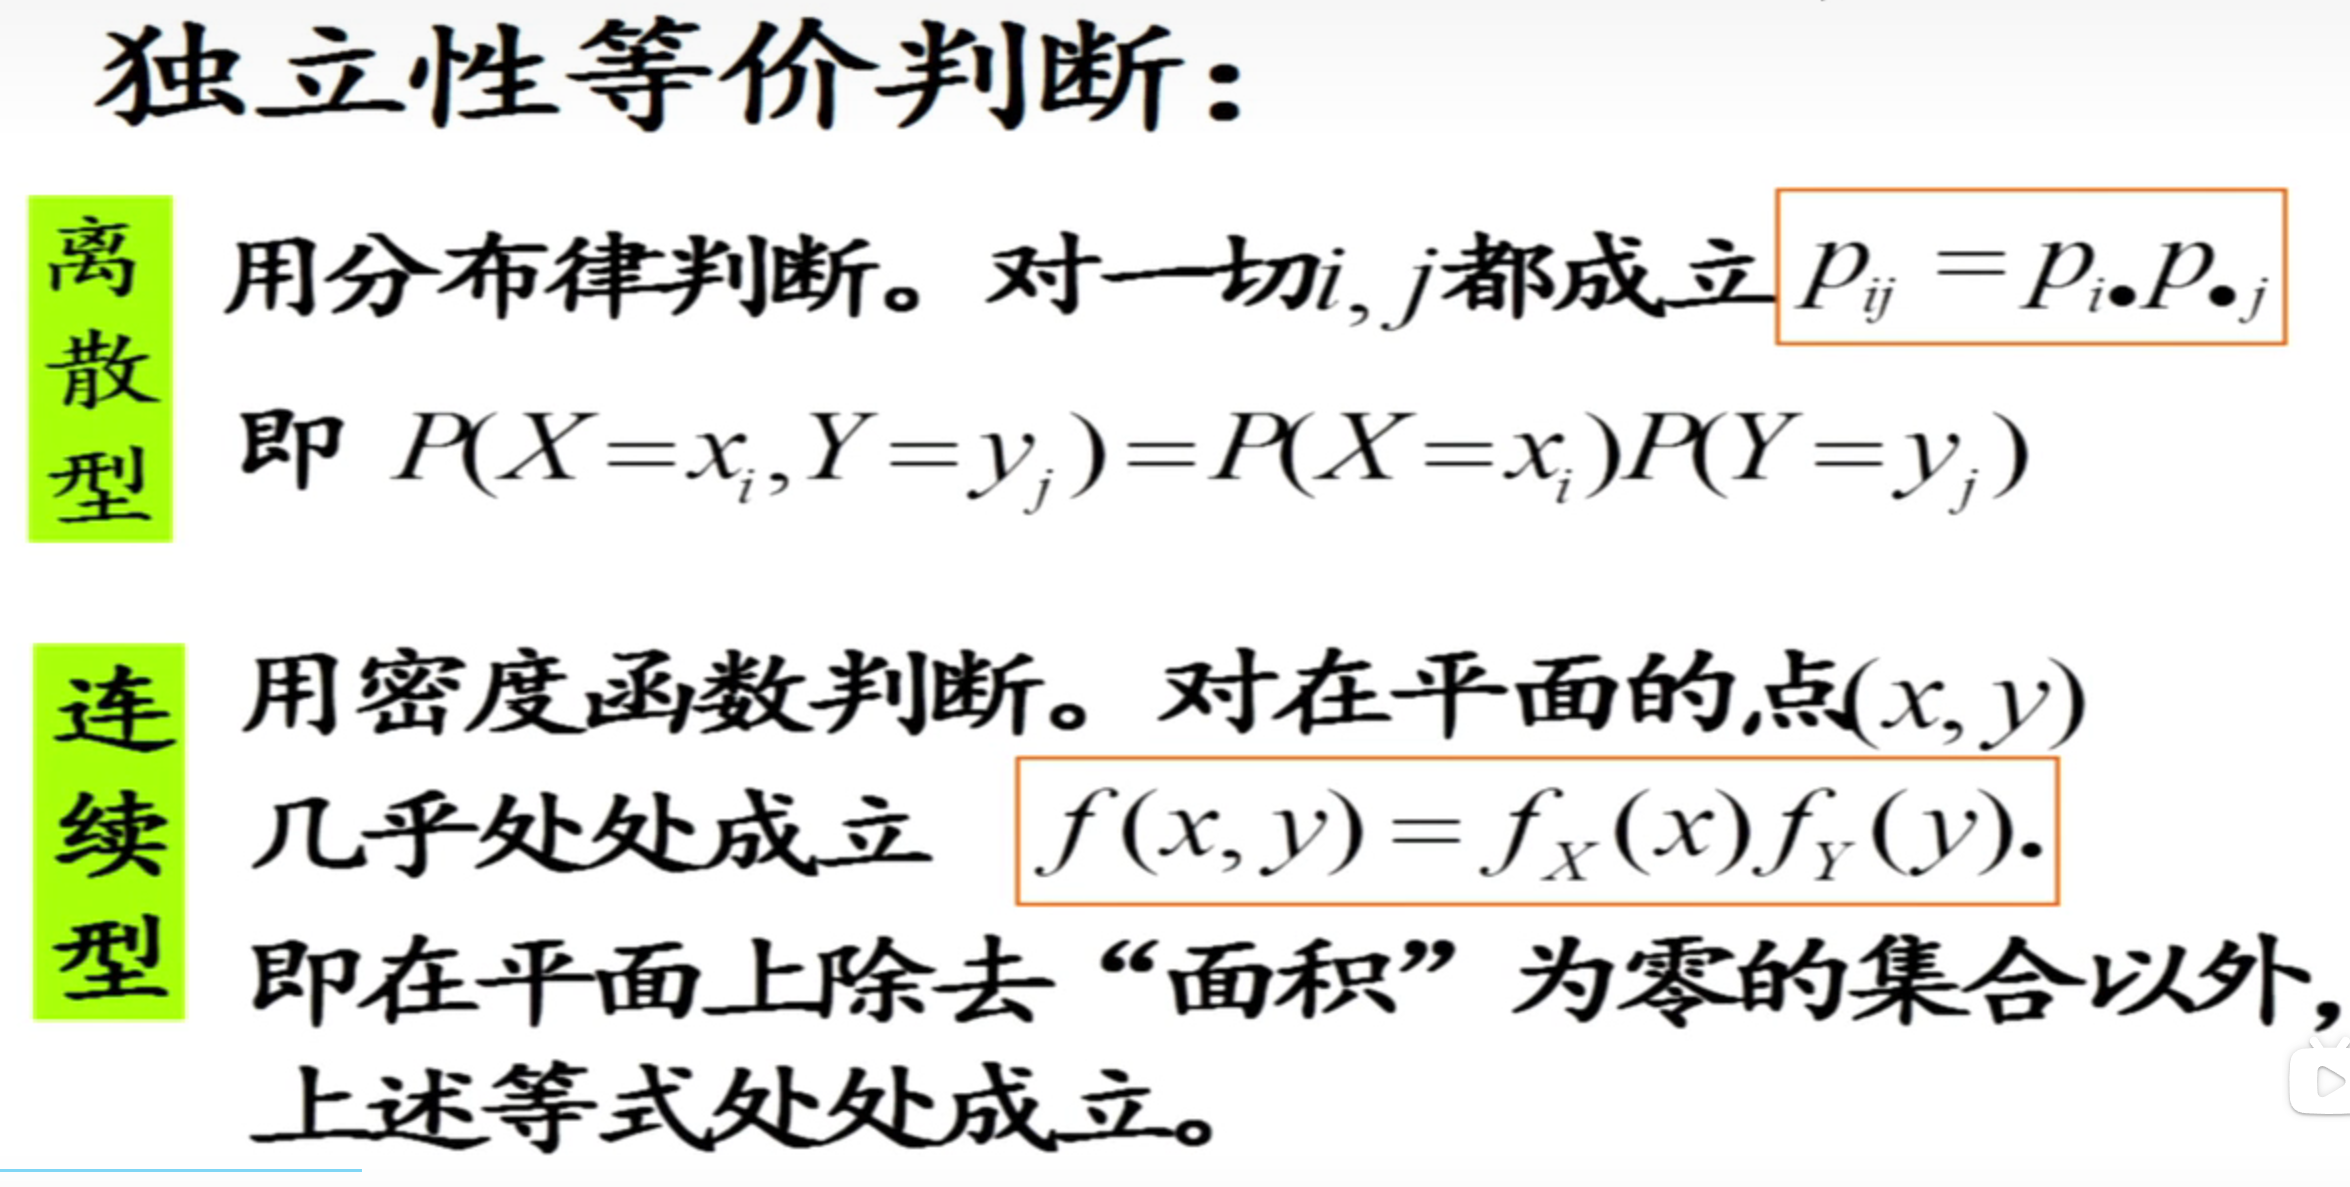 独立性等价判断：
离散型
用分布律判断。对一切i, j都成立 p_{ij} = p_{i•}p_{•j}
即 P(X=x_i, Y=y_j)=P(X=x_i)P(Y=y_j)
连续型
用密度函数判断。对在平面的点(x, y)
几乎处处成立 f(x, y) = f_X(x) f_Y(y).
即在平面上除去“面积”为零的集合以外，
上述等式处处成立。